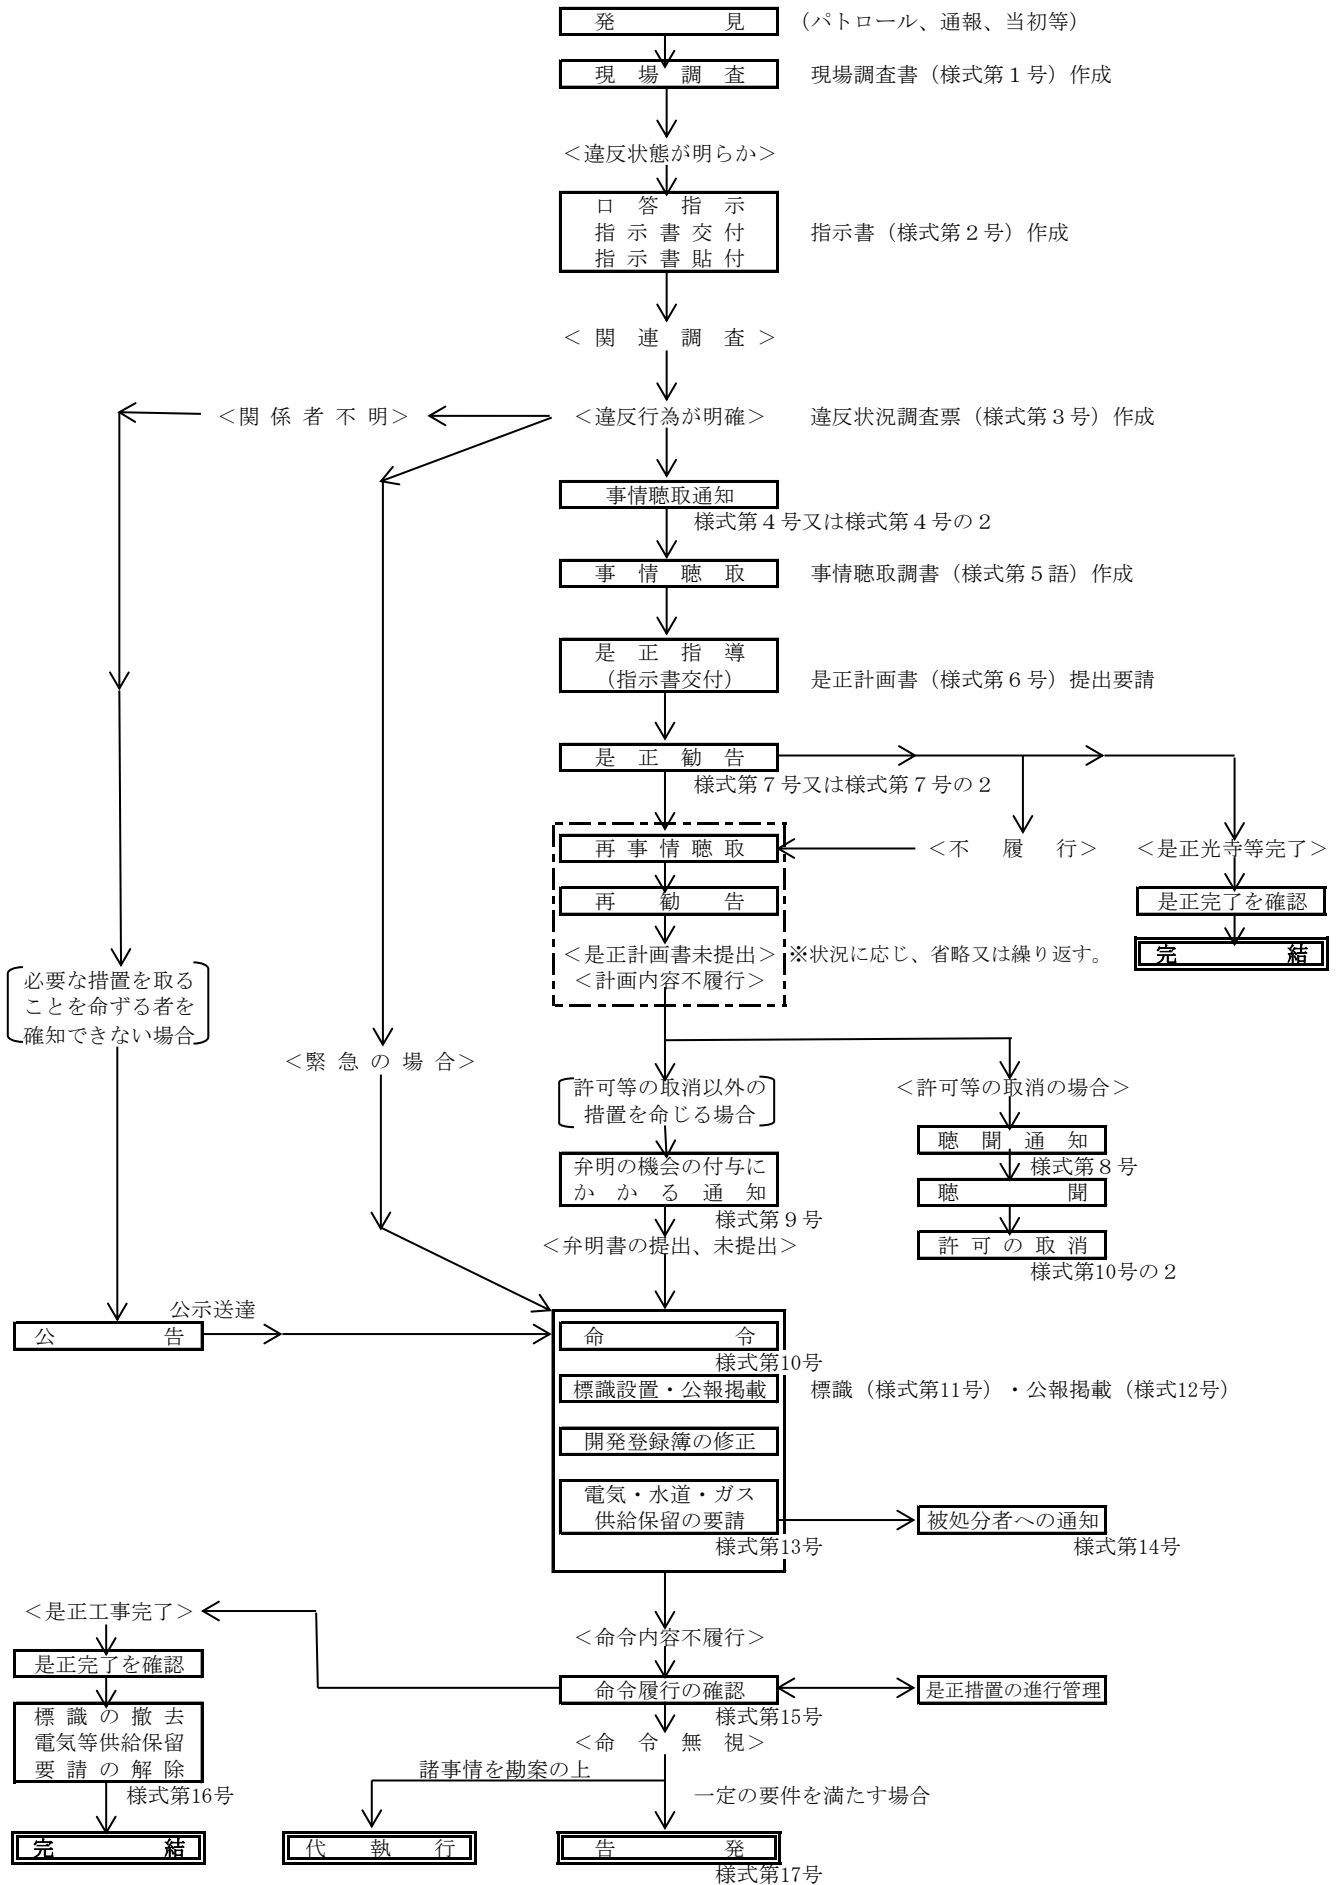 発　　　　見　（パトロール、通報、当初等）
現　場　調　査　現場調査書（様式第１号）作成
＜違反状態が明らか＞
口　答　指　示
指 示 書 交 付　指示書（様式第２号）作成
指 示 書 貼 付
＜ 関　連　調　査 ＞
＜関 係 者 不 明＞　＜違反行為が明確＞　違反状況調査票（様式第３号）作成
事情聴取通知
様式第４号又は様式第４号の２
事　情　聴　取　事情聴取調書（様式第５語）作成
是　正　指　導
（指示書交付）　是正計画書（様式第６号）提出要請
是　正　勧　告
様式第７号又は様式第７号の２
再 事 情 聴 取　＜不　履　行＞　＜是正光寺等完了＞
再　　勧　　告　是正完了を確認
＜是正計画書未提出＞ ※状況に応じ、省略又は繰り返す。　完　　　　結
＜計画内容不履行＞
必要な措置を取る
ことを命ずる者を
確知できない場合
＜緊 急 の 場 合＞
許可等の取消以外の
措置を命じる場合
＜許可等の取消の場合＞
聴　聞　通　知
様式第８号
弁明の機会の付与に
か　か　る　通　知
様式第９号
聴　　　　　聞
＜弁明書の提出、未提出＞
許 可 の 取 消
様式第10号の２
公示送達
公　　　　　告
命　　　　　令
様式第10号
標識設置・公報掲載　標識（様式第11号）・公報掲載（様式12号）
開発登録簿の修正
電気・水道・ガス
供給保留の要請　被処分者への通知
様式第13号　様式第14号
＜是正工事完了＞
＜命令内容不履行＞
是正完了を確認
命令履行の確認　是正措置の進行管理
様式第15号
標 識 の 撤 去
電気等供給保留
要 請 の 解 除
様式第16号
＜命　令　無　視＞
諸事情を勘案の上
一定の要件を満たす場合
完　　　　結　代　執　行　告　　　　発
様式第17号